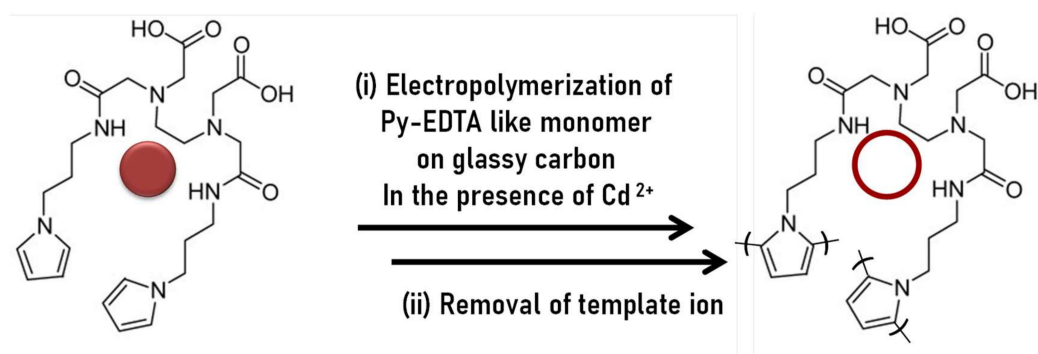 HO
O
O
OH
O
N
N
NH
O
HN
N
N
(i) Electropolymerization of
Py-EDTA like monomer
on glassy carbon
In the presence of Cd 2+
(ii) Removal of template ion
HO
O
O
OH
O
N
N
NH
O
HN
N
N